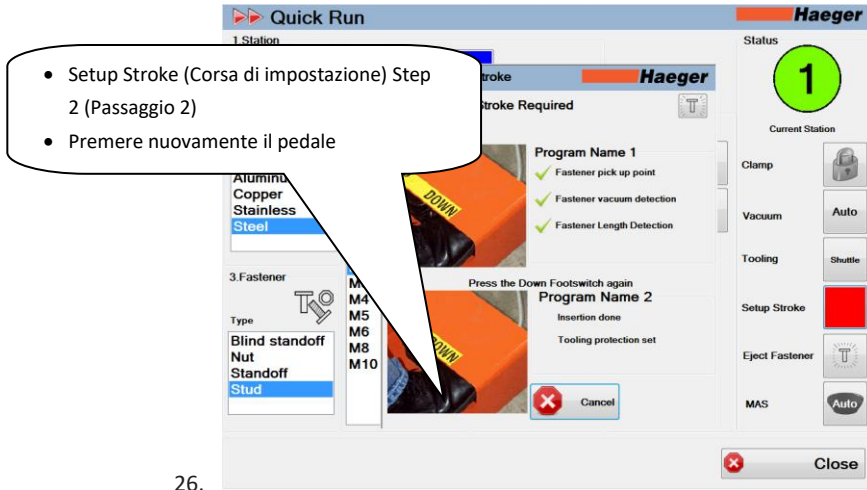 Quick Run
Haeger
1.Station
Status
• Setup Stroke (Corsa di impostazione) Step
2 (Passaggio 2)
• Premere nuovamente il pedale
Haeger
Stroke Required
T
1
Current Station
Copper
Stainless
Steel
DOWN
Program Name 1
Fastener pick up point
Fastener vacuum detection
Fastener Length Detection
Clamp
Vacuum
Auto
Tooling
Shuttle
3.Fastener
Type
Blind standoff
Nut
Standoff
Stud
M4
M5
M6
M8
M10
Press the Down Footswitch again
DOWN
Program Name 2
Insertion done
Tooling protection set
Cancel
Setup Stroke
Eject Fastener
T
MAS
Auto
Close
26.